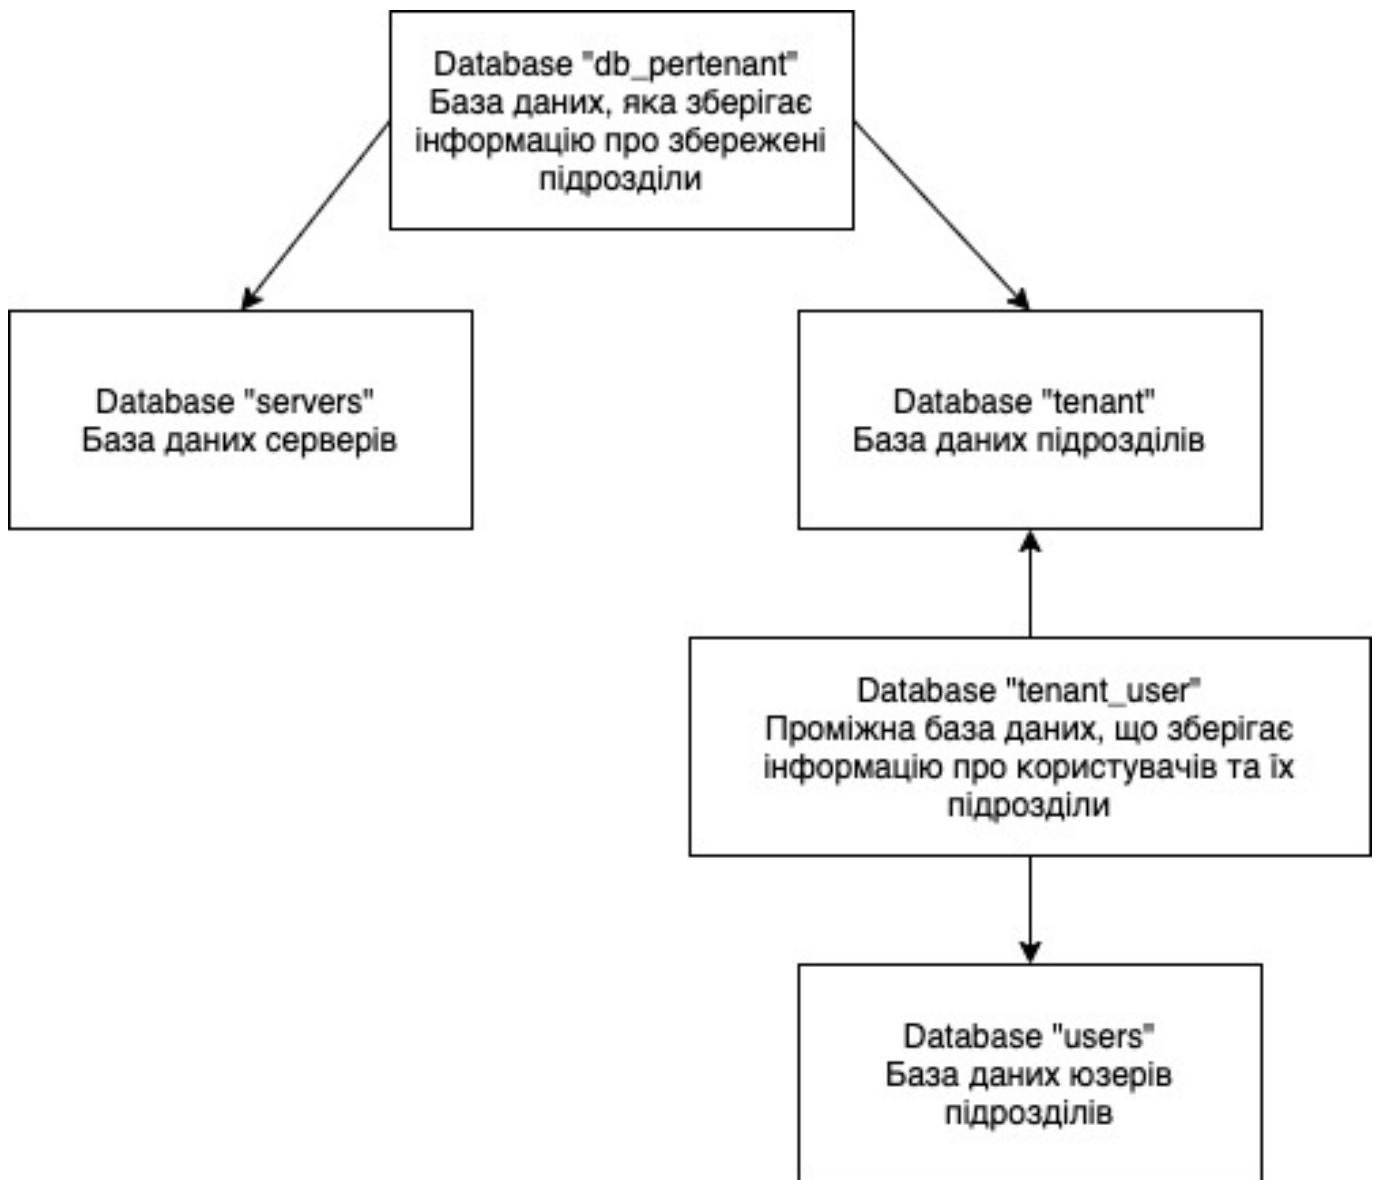 Database "db_pertenant"
База даних, яка зберігає
інформацію про збережені
підрозділи
Database "servers"
База даних серверів
Database "tenant"
База даних підрозділів
Database "tenant_user"
Проміжна база даних, що зберігає
інформацію про користувачів та їх
підрозділи
Database "users"
База даних юзерів
підрозділів